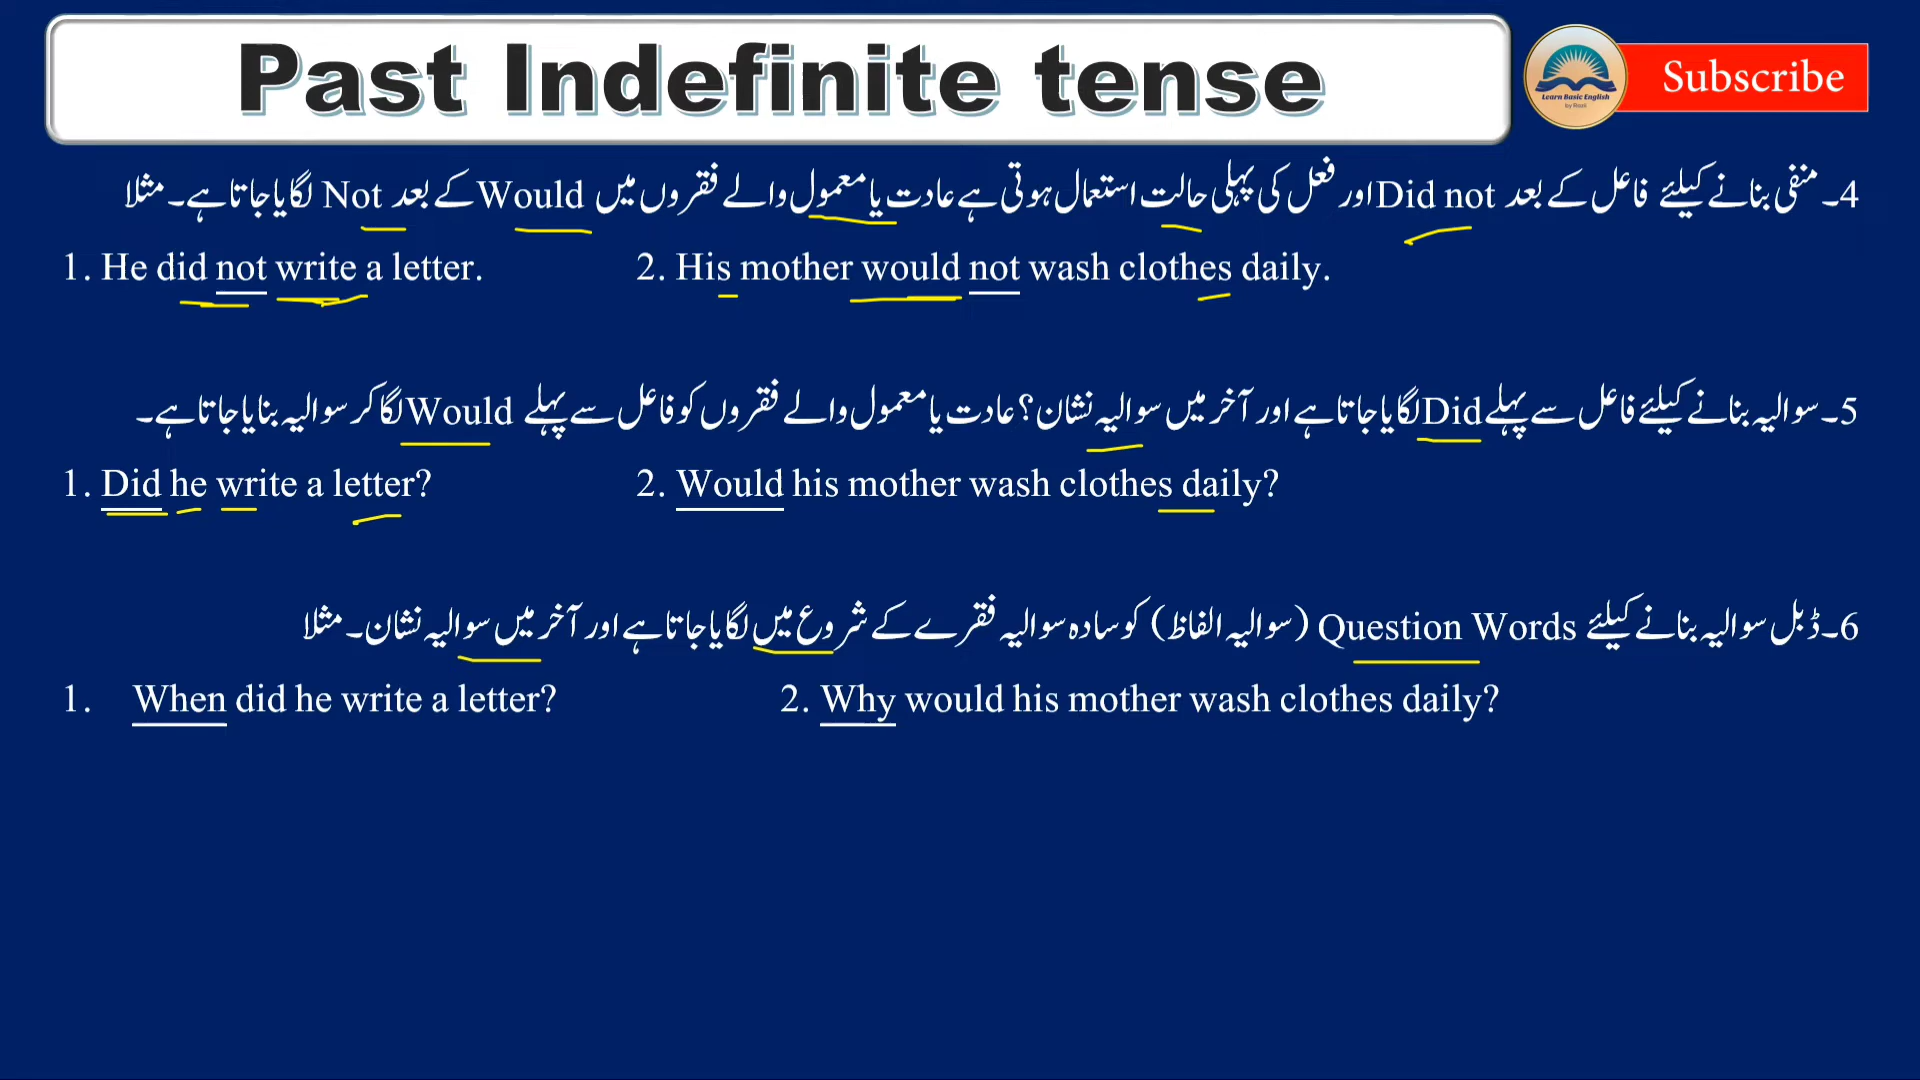 Past Indefinite tense
Learn Basic English
by Rosii
Subscribe
4۔ منفی بنانے کیلئے فاعل کے بعد Did not اور فعل کی پہلی حالت استعمال ہوتی ہے عادت یا معمول والے فقروں میں Would کے بعد Not لگایا جاتا ہے۔ مثلا
1. He did not write a letter. 2. His mother would not wash clothes daily.
5۔ سوالیہ بنانے کیلئے فاعل سے پہلے Did لگایا جاتا ہے اور آخر میں سوالیہ نشان؟ عادت یا معمول والے فقروں کو فاعل سے پہلے Would لگا کر سوالیہ بنایا جاتا ہے۔
1. Did he write a letter? 2. Would his mother wash clothes daily?
6۔ ڈبل سوالیہ بنانے کیلئے Question Words (سوالیہ الفاظ) کو سادہ سوالیہ فقرے کے شروع میں لگایا جاتا ہے اور آخر میں سوالیہ نشان۔ مثلا
1. When did he write a letter? 2. Why would his mother wash clothes daily?